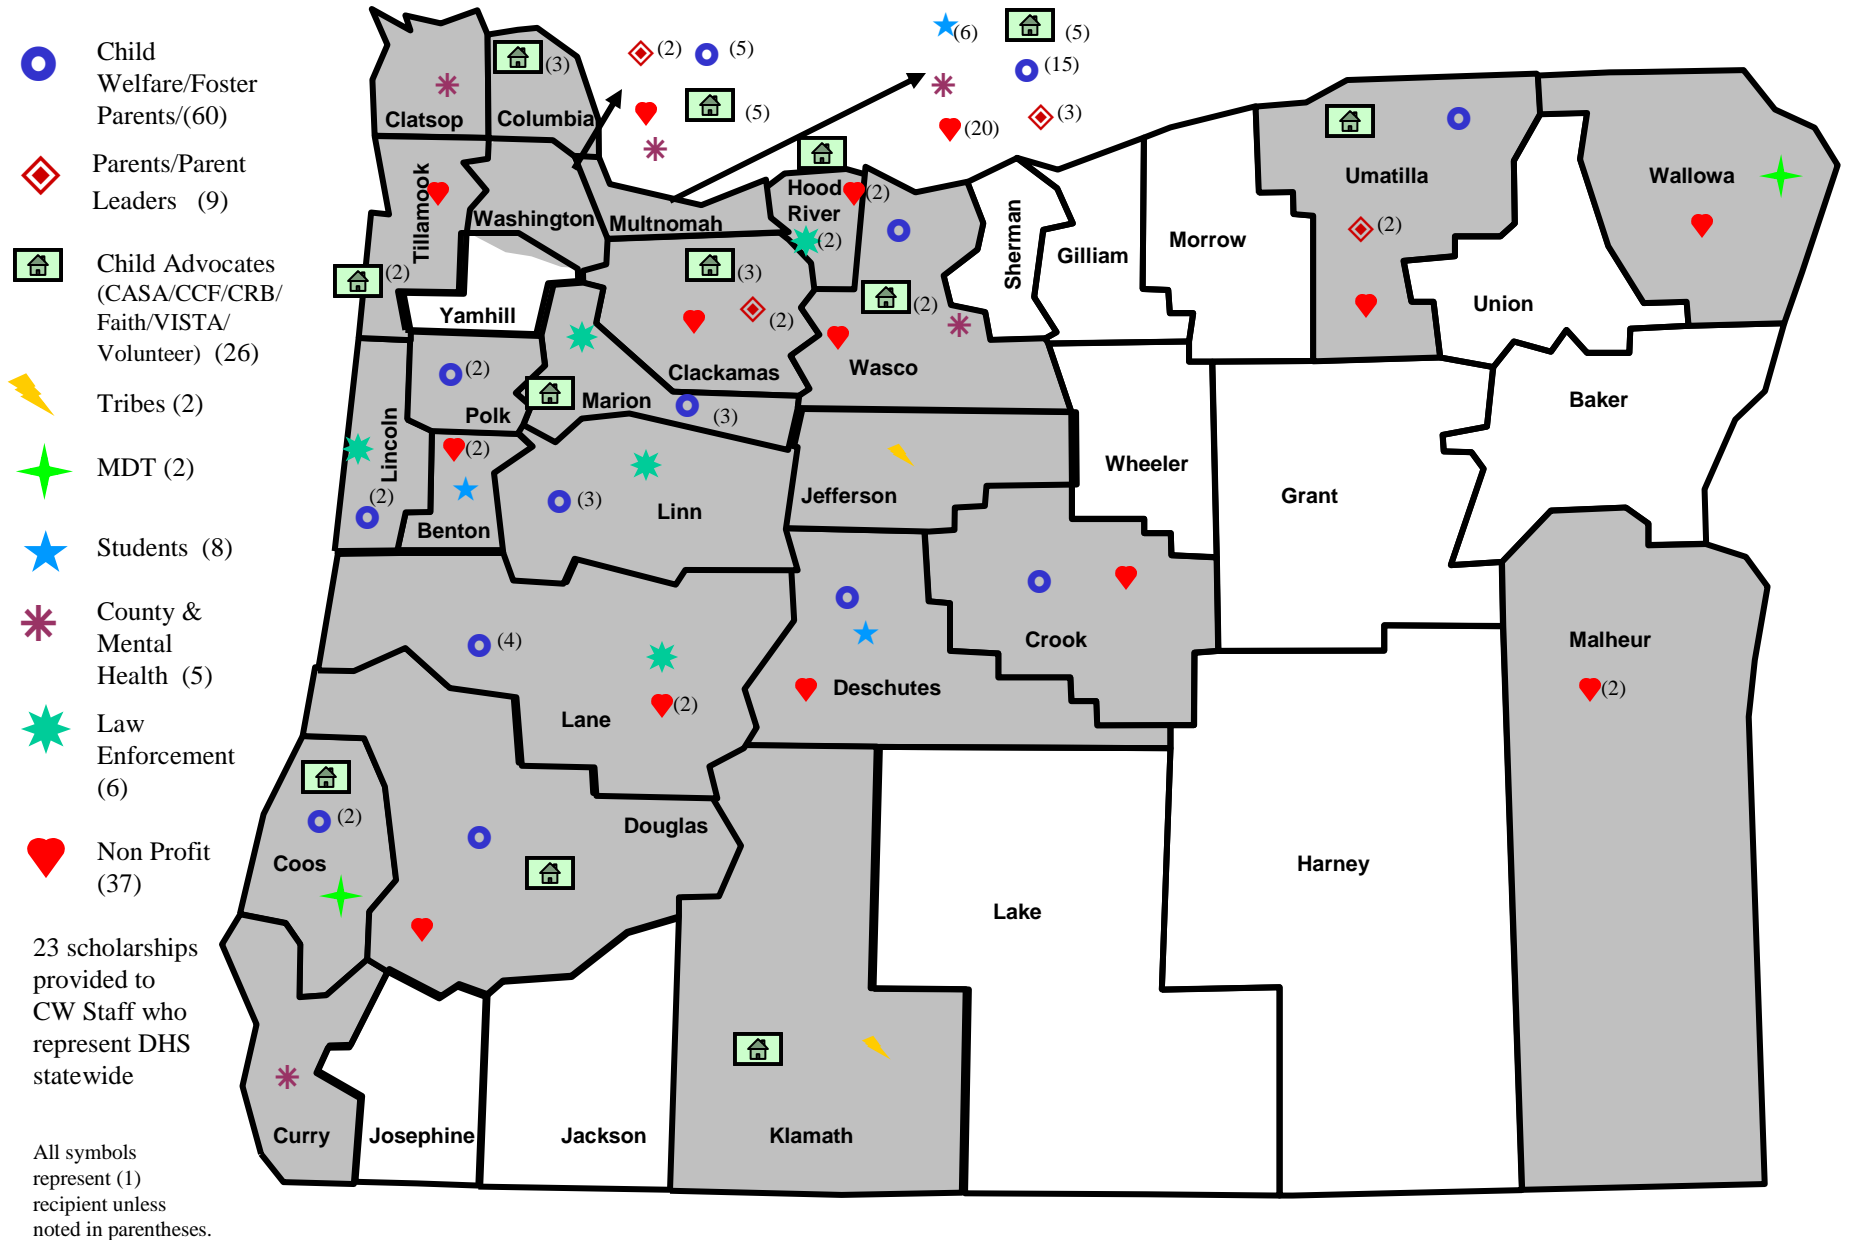 Child
Welfare/Foster
Parents/(60)
Parents/Parent
Leaders (9)
Child Advocates
(CASA/CCF/CRB/
Faith/VISTA/
Volunteer) (26)
Tribes (2)
MDT (2)
Students (8)
County &
Mental
Health (5)
Law
Enforcement
(6)
Non Profit
(37)
23 scholarships
provided to
CW Staff who
represent DHS
statewide
All symbols
represent (1)
recipient unless
noted in parentheses.
(2)
(5)
(5)
(6)
(5)
(15)
(20)
(3)
Clatsop
(3)
Columbia
Tillamook
(2)
Washington
Multnomah
Hood
River
(2)
(2)
Yamhill
(3)
(2)
Clackamas
(2)
Wasco
Sherman
Gilliam
Morrow
Umatilla
(2)
Union
Wallowa
Baker
(2)
Polk
Marion
(3)
Lincoln
(2)
(2)
Benton
(3)
Linn
Jefferson
Wheeler
Grant
(4)
Lane
(2)
Deschutes
Crook
Malheur
(2)
(2)
Coos
Douglas
Lake
Harney
Curry
Josephine
Jackson
Klamath